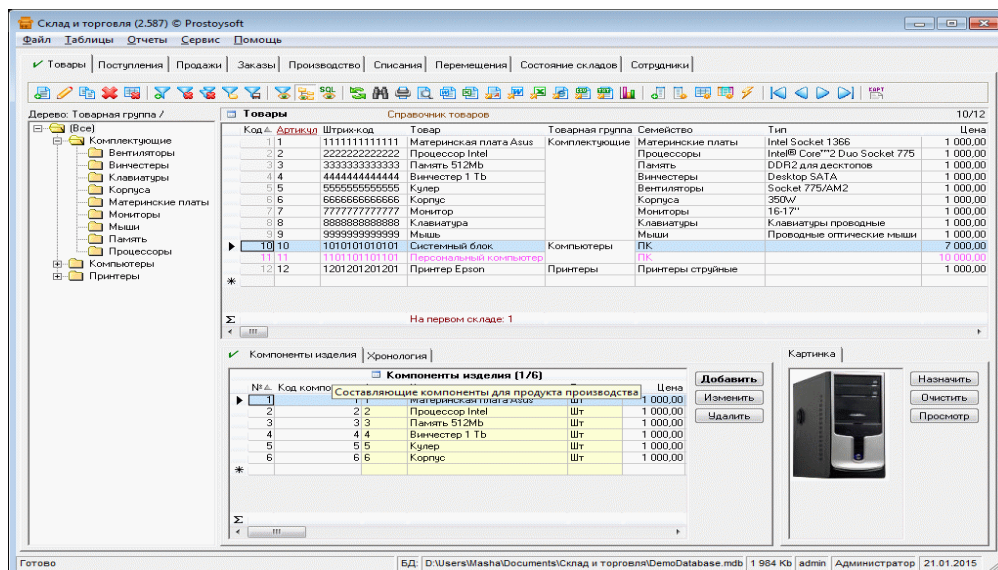 Склад и торговля (2.587) © Prostoysoft
Файл Таблицы Отчеты Сервис Помощь
Товары Поступления Продажи Заказы Производство Списания Перемещения Состояние складов Сотрудники
SQL
Дерево: Товарная группа /
(Все)
Комплектующие
Вентиляторы
Винчестеры
Клавиатуры
Корпуса
Материнские платы
Мониторы
Мыши
Память
Процессоры
Компьютеры
Принтеры
Товары Справочник товаров 10/12
Код Артикул Штрих-код Товар Товарная группа Семейство Тип Цена
1 1 1111111111111 Материнская плата Asus Комплектующие Материнские платы Intel Socket 1366 1 000,00
2 2 2222222222222 Процессор Intel Процессоры Intel® Core™2 Duo Socket 775 1 000,00
3 3 3333333333333 Память 512Mb Память DDR2 для десктопов 1 000,00
4 4 4444444444444 Винчестер 1 Tb Винчестеры Desktop SATA 1 000,00
5 5 5555555555555 Кулер Вентиляторы Socket 775/AM2 1 000,00
6 6 6666666666666 Корпус Корпуса 350W 1 000,00
7 7 7777777777777 Монитор Мониторы 16-17" 1 000,00
8 8 8888888888888 Клавиатура Клавиатуры Клавиатуры проводные 1 000,00
9 9 9999999999999 Мышь Мыши Проводные оптические мыши 1 000,00
10 10 1010101010101 Системный блок Компьютеры ПК 7 000,00
11 11 1101101101101 Персональный компьютер ПК 10 000,00
12 12 1201201201201 Принтер Epson Принтеры Принтеры струйные 1 000,00
Σ На первом складе: 1
Компоненты изделия Хронология
Компоненты изделия (1/6)
№ Код компо Цена
Составляющие компоненты для продукта производства
1 1 1 Материнская плата Asus Шт 1 000,00
2 2 2 Процессор Intel Шт 1 000,00
3 3 3 Память 512Mb Шт 1 000,00
4 4 4 Винчестер 1 Tb Шт 1 000,00
5 5 5 Кулер Шт 1 000,00
6 6 6 Корпус Шт 1 000,00
Σ
Добавить
Изменить
Удалить
Картинка
Назначить
Очистить
Просмотр
Готово БД: D:\Users\Masha\Documents\Склад и торговля\DemoDatabase.mdb 1 984 Kb admin Администратор 21.01.2015